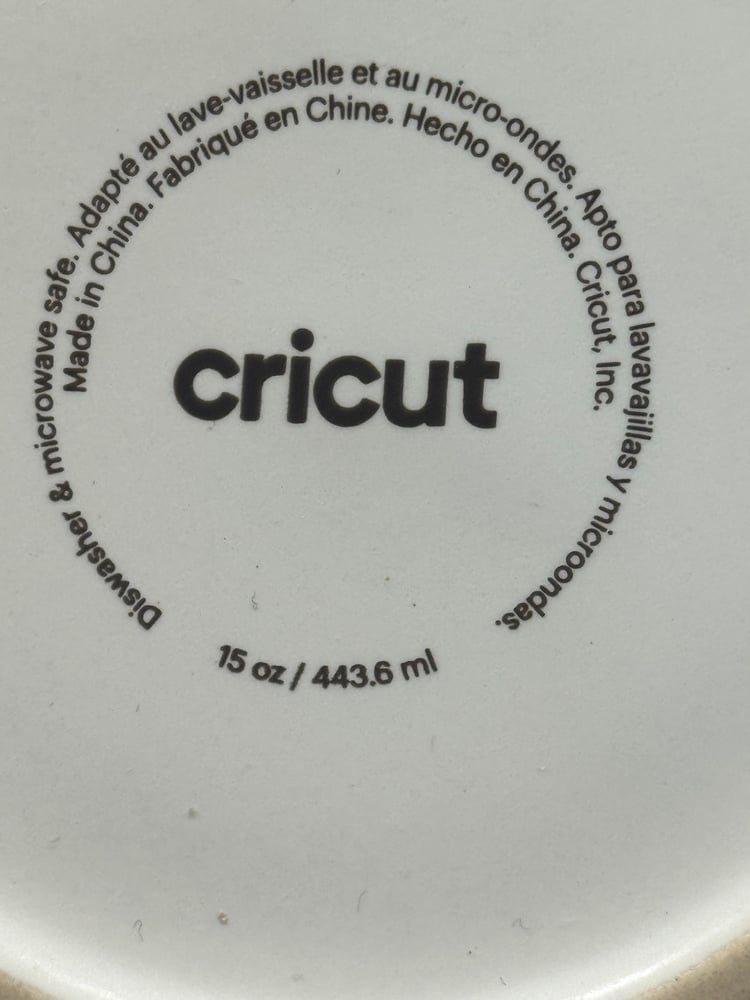 Diswasher & microwave safe. Adapté au lave-vaisselle et au micro-ondes. Apto para lavavajillas y microondas.
Made in China. Fabriqué en Chine. Hecho en China. Cricut, Inc.
cricut
15 oz / 443.6 ml